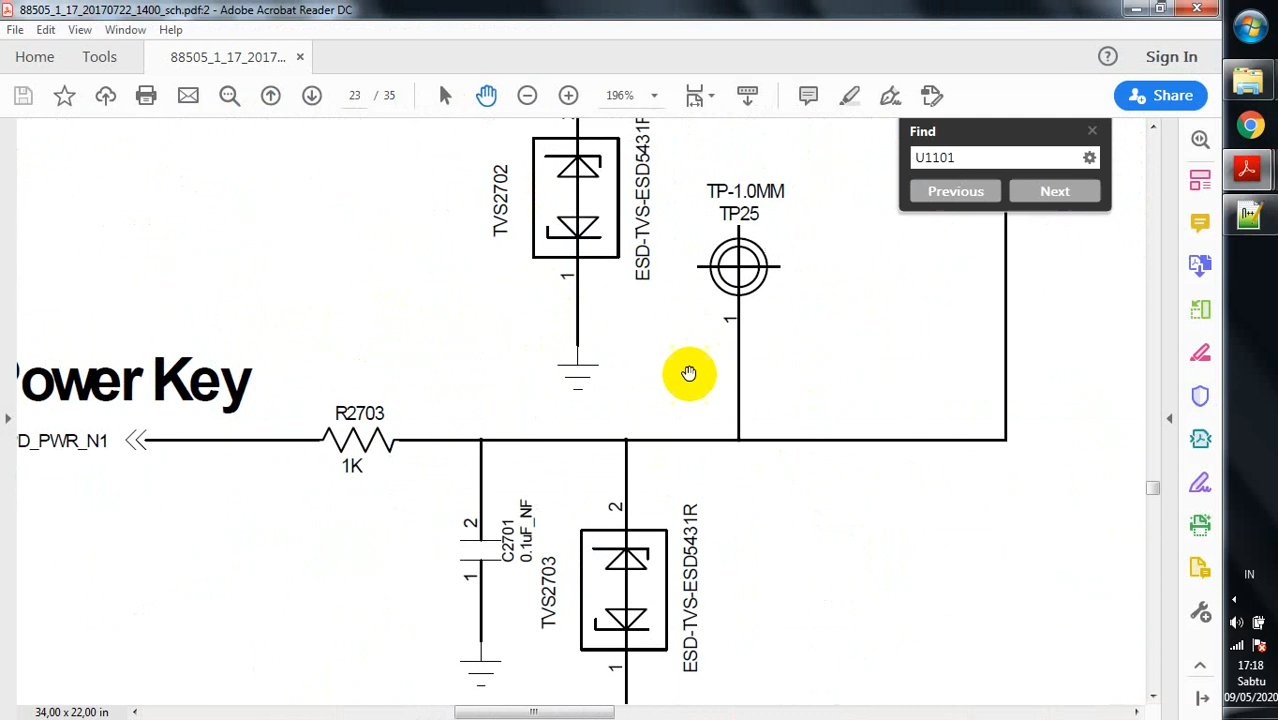 88505_1_17_20170722_1400_sch.pdf:2 - Adobe Acrobat Reader DC
File Edit View Window Help
Home Tools 88505_1_17_2017... × Sign In
23 / 35 196% Share
Find
U1101
Previous Next
TVS2702
ESD-TVS-ESD5431R
1
TP-1.0MM
TP25
1
Power Key
D_PWR_N1
R2703
1K
2
C2701
0.1uF_NF
1
2
TVS2703
ESD-TVS-ESD5431R
1
34,00 x 22,00 in
IN
17:18
Sabtu
09/05/2020